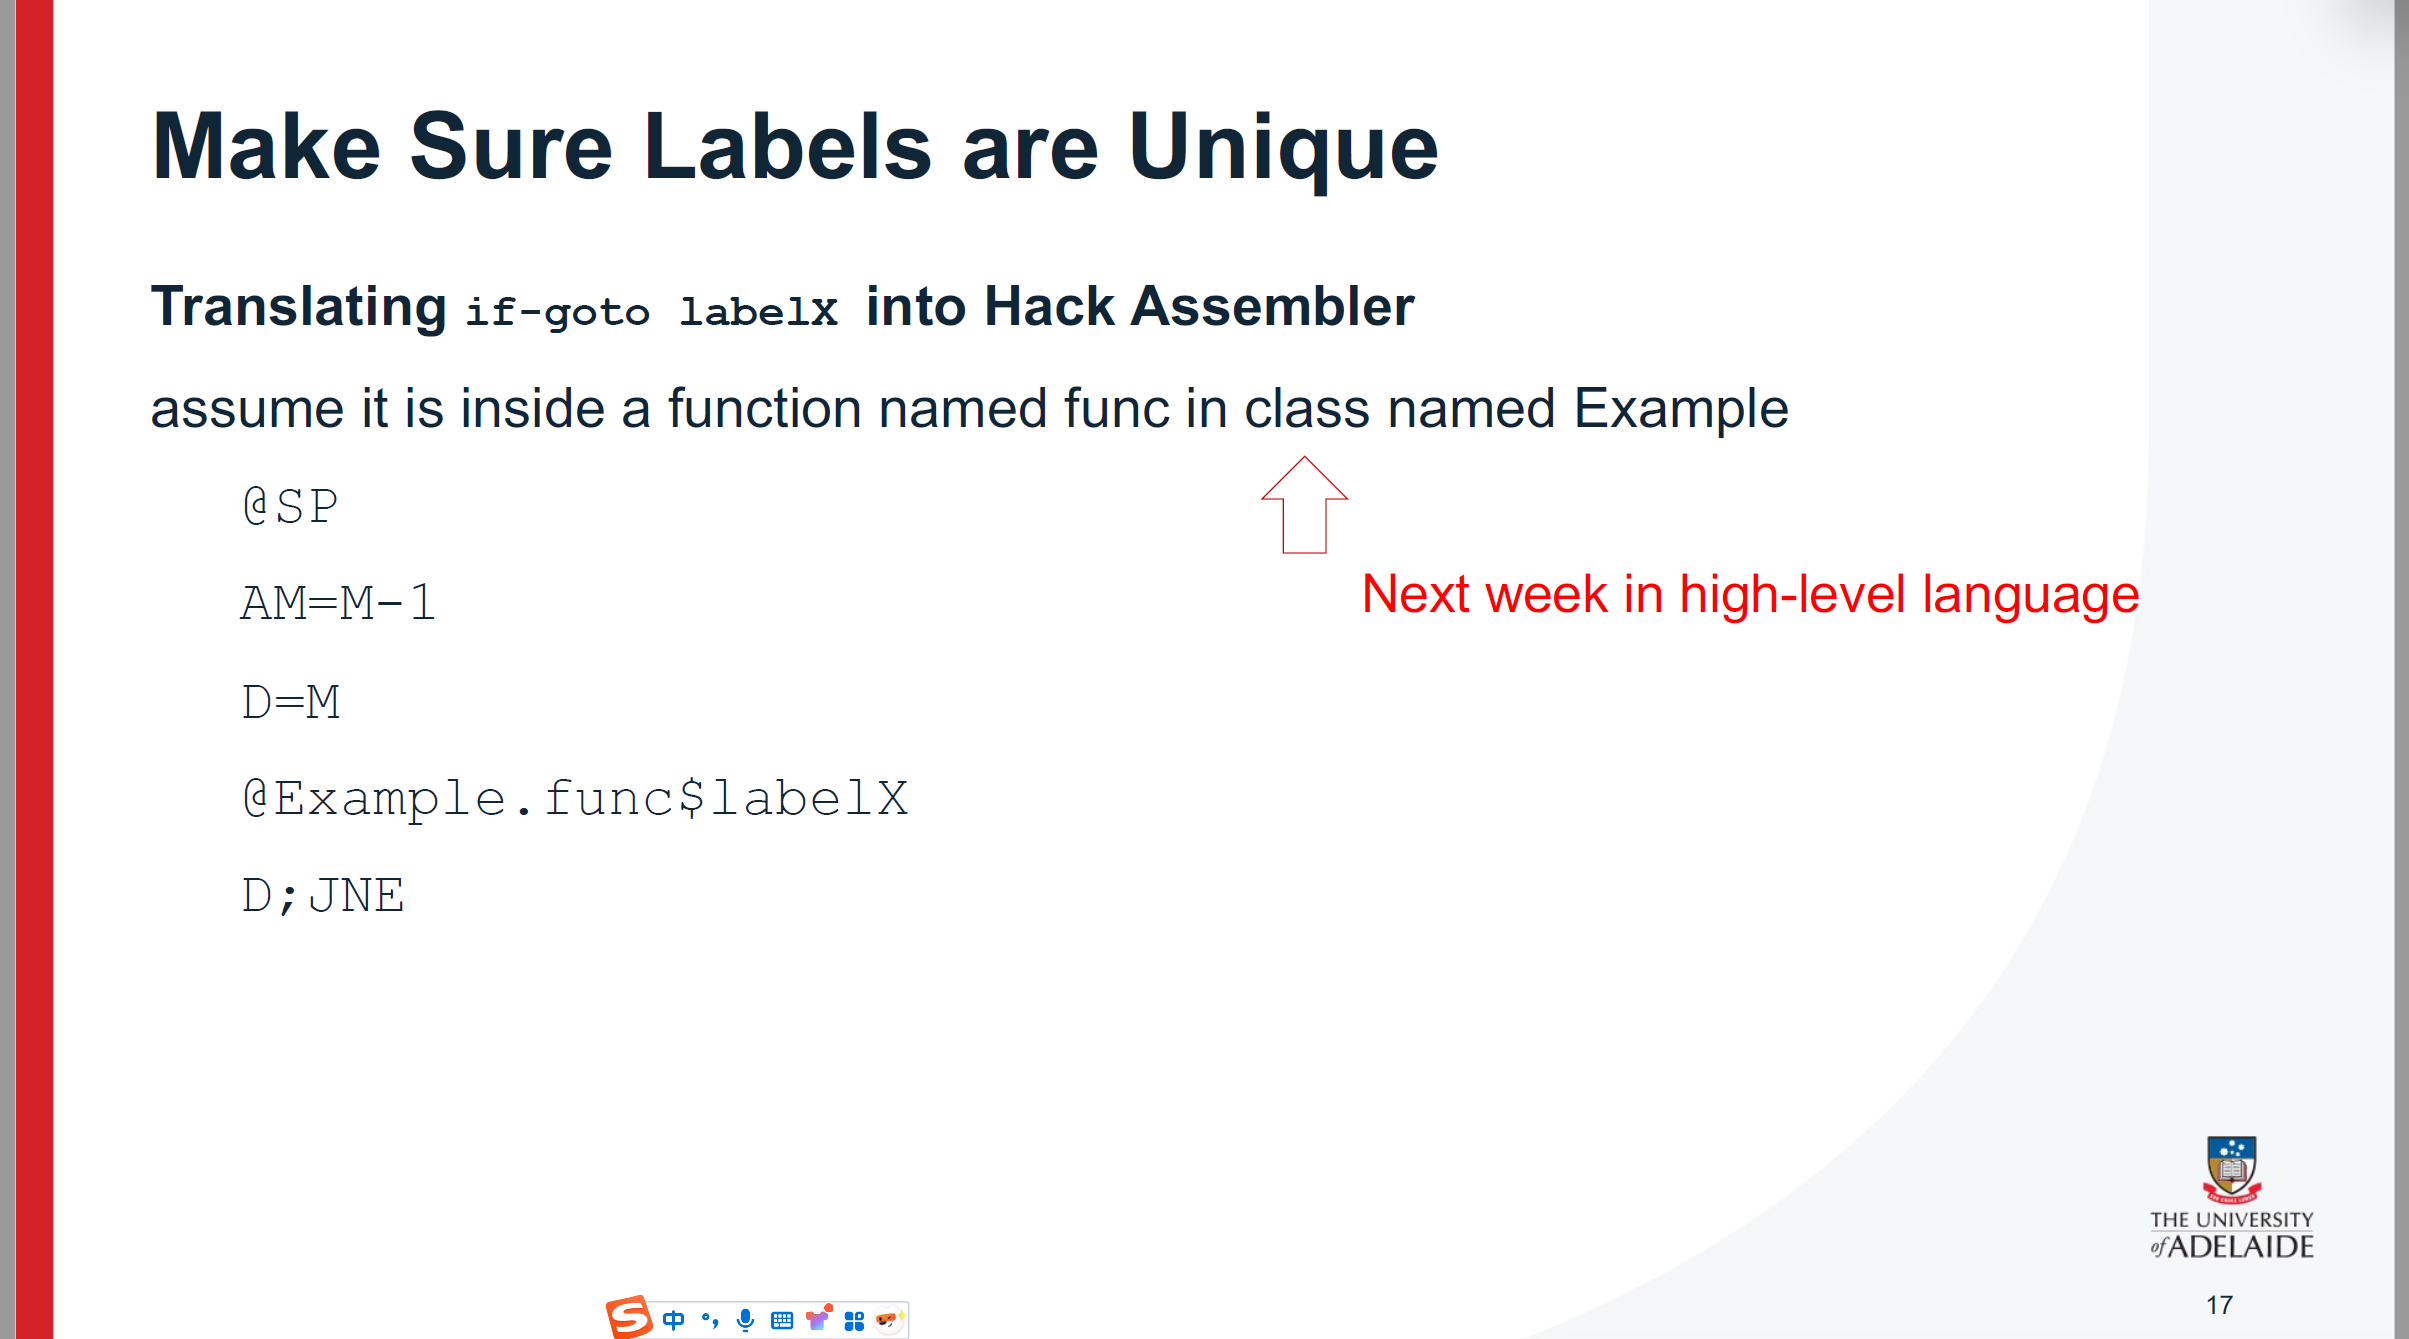 Make Sure Labels are Unique
Translating if-goto labelX into Hack Assembler
assume it is inside a function named func in class named Example
@SP
AM=M-1
Next week in high-level language
D=M
@Example.func$labelX
D;JNE
THE UNIVERSITY
of ADELAIDE
17
S 中